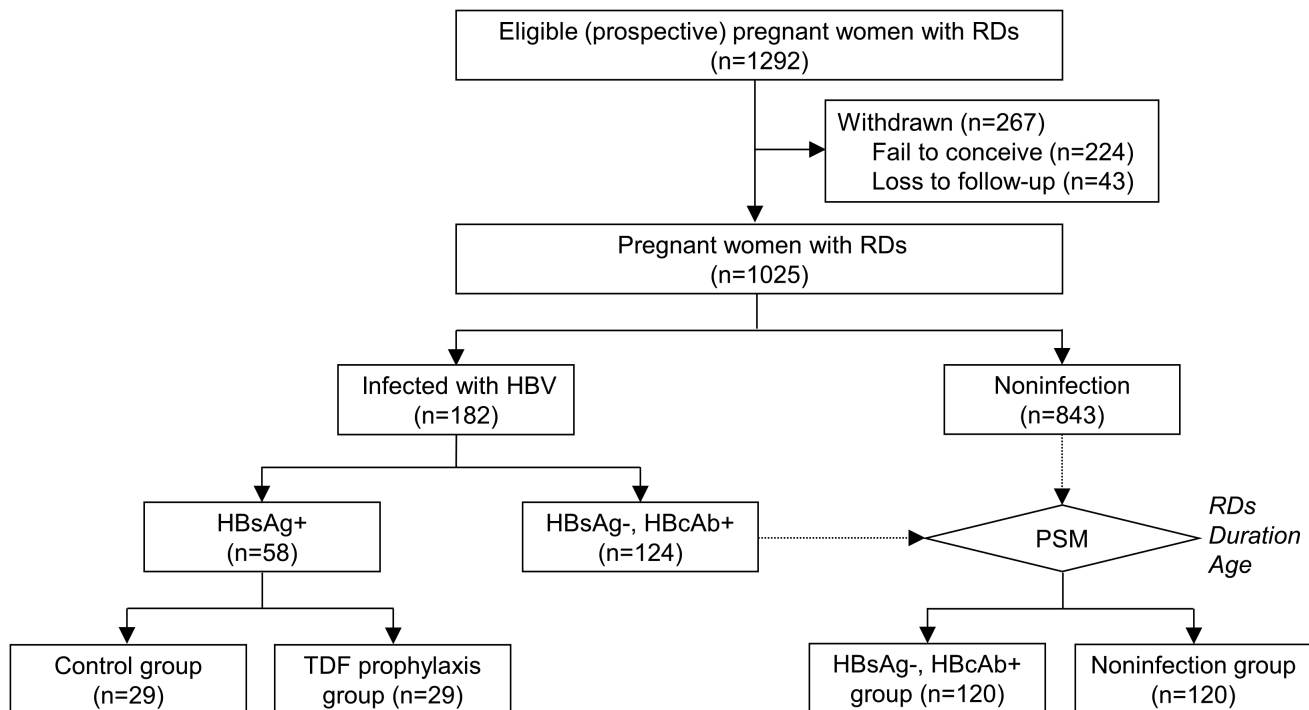 Eligible (prospective) pregnant women with RDs
(n=1292)
Withdrawn (n=267)
Fail to conceive (n=224)
Loss to follow-up (n=43)
Pregnant women with RDs
(n=1025)
Infected with HBV
(n=182)
Noninfection
(n=843)
HBsAg+
(n=58)
HBsAg-, HBcAb+
(n=124)
PSM
RDs
Duration
Age
Control group
(n=29)
TDF prophylaxis
group (n=29)
HBsAg-, HBcAb+
group (n=120)
Noninfection group
(n=120)